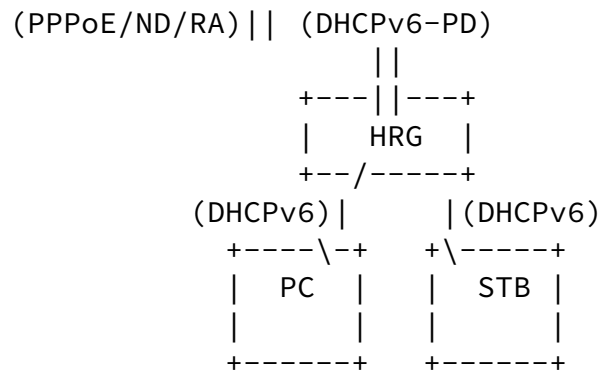 (PPPoE/ND/RA)|| (DHCPv6-PD)
||
+---||---+
| HRG |
+--/-----+
(DHCPv6)| |(DHCPv6)
+----\-+ +\-----+
| PC | | STB |
| | | |
+------+ +------+